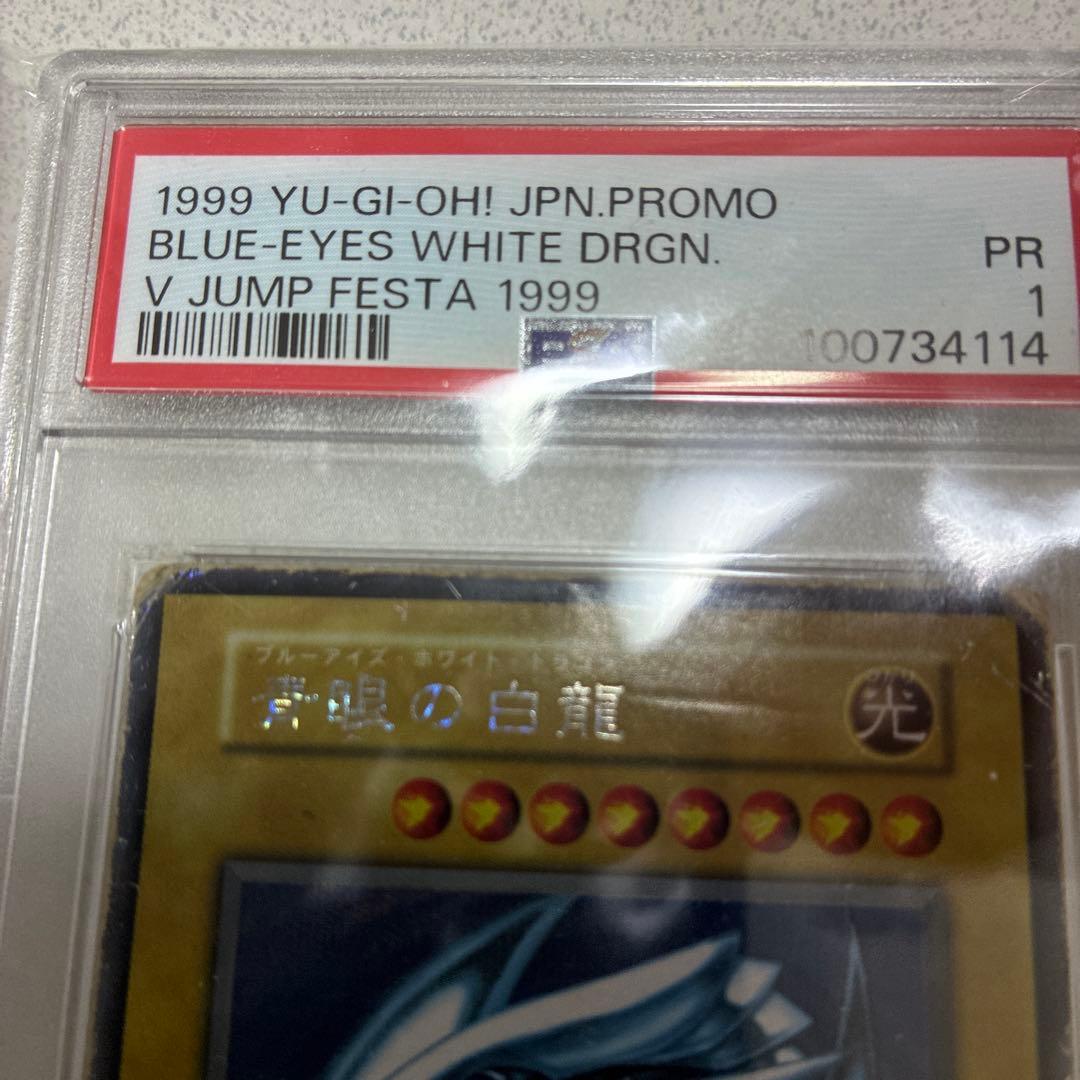 1999 YU-GI-OH! JPN.PROMO
BLUE-EYES WHITE DRGN. PR
V JUMP FESTA 1999 1
100734114
PSA
ブルーアイズ・ホワイト・ドラゴン
青眼の白龍
光